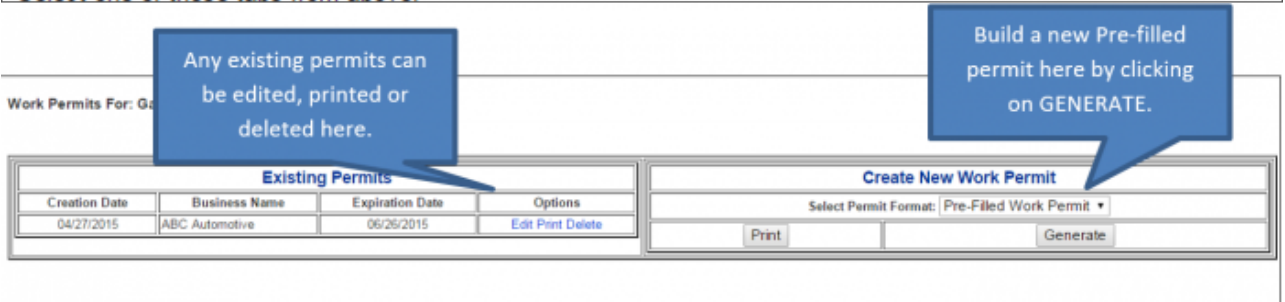 Any existing permits can
be edited, printed or
deleted here.
Build a new Pre-filled
permit here by clicking
on GENERATE.
Work Permits For:
Existing Permits
Creation Date Business Name Expiration Date Options
04/27/2015 ABC Automotive 06/26/2015 Edit Print Delete
Create New Work Permit
Select Permit Format: Pre-Filled Work Permit
Print Generate